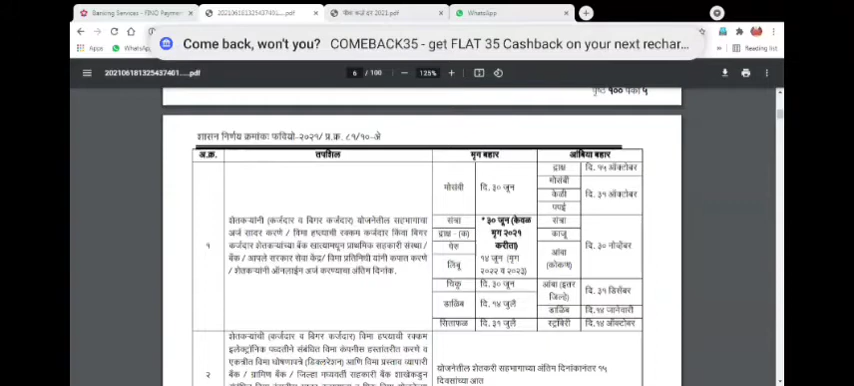 Banking Services - FINO Paymen
202106181325437401...pdf
फळ कर्ज दर 2021.pdf
WhatsApp
Come back, won't you? COMEBACK35 - get FLAT 35 Cashback on your next rechar...
Apps
WhatsApp
Reading list
202106181325437401....pdf
6 / 100
125%
पृष्ठ १०० पैकी ५
शासन निर्णय क्रमांकः फवियो-२०२१/ प्र.क्र. ८१/१०-अे
अ.क्र. तपशिल मृग बहार आंबिया बहार
मोसंबी दि. ३० जून
द्राक्ष दि. १५ ऑक्टोबर
मोसंबी
केळी दि. ३१ ऑक्टोबर
पपई
१
शेतकऱ्यांनी (कर्जदार व बिगर कर्जदार) योजनेतील सहभागाचा
अर्ज सादर करणे / विमा हप्त्याची रक्कम कर्जदार किंवा बिगर
कर्जदार शेतकऱ्यांच्या बँक खात्यामधून प्राथमिक सहकारी संस्था/
बँक / आपले सरकार सेवा केंद्र/ विमा प्रतिनिधी यांनी कपात करणे
/ शेतकऱ्यांनी ऑनलाईन अर्ज करण्याचा अंतिम दिनांक.
संत्रा
द्राक्ष - (क)
पेरु
लिंबू
* ३० जून (केवळ
मृग २०२१
करीता)
१४ जून (मृग
२०२२ व २०२३)
संत्रा
काजू
आंबा
(कोकण)
दि. ३० नोव्हेंबर
चिकू दि. ३० जून
आंबा (इतर
जिल्हे)
दि. ३१ डिसेंबर
डाळिंब दि. १४ जुलै
डाळिंब दि. १४ जानेवारी
सिताफळ दि. ३१ जुलै
स्ट्रॉबेरी दि. १४ ऑक्टोबर
२
शेतकऱ्यांची (कर्जदार व बिगर कर्जदार) विमा हप्त्याची रक्कम
इलेक्ट्रॉनिक पध्दतीने संबंधित विमा कंपनीस हस्तांतरीत करणे व
एकत्रीत विमा घोषणापत्रे (डिक्लरेशन) आणि विमा प्रस्ताव व्यापारी
बँक / ग्रामिण बँक / जिल्हा मध्यवर्ती सहकारी बँक शाखेकडुन
योजनेतील शेतकरी सहभागाच्या अंतिम दिनांकानंतर १५
दिवसांच्या आत